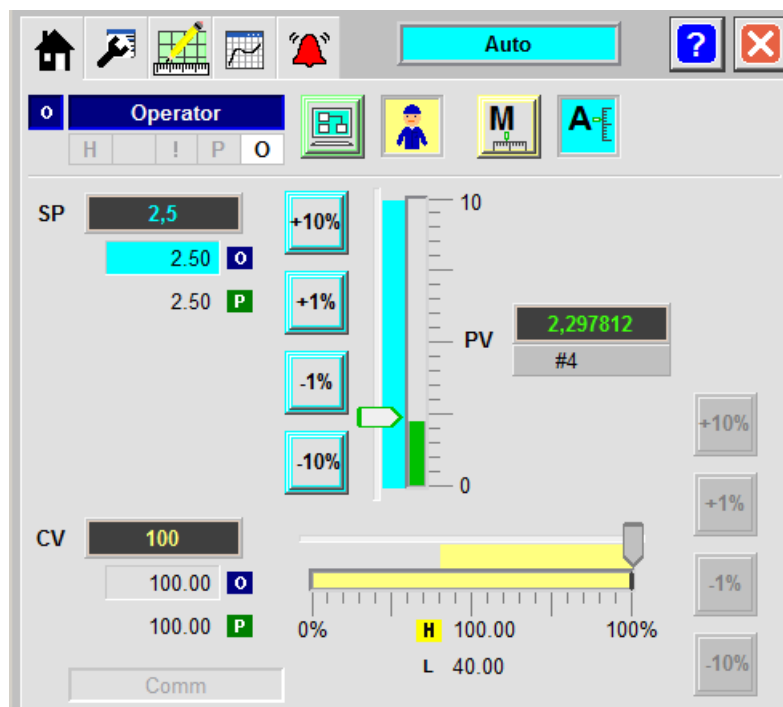 Auto
?
O Operator
H ! P O
M A
SP 2,5
2.50 O
2.50 P
+10%
+1%
-1%
-10%
10
0
PV 2,297812
#4
+10%
+1%
-1%
-10%
CV 100
100.00 O
100.00 P
0% H 100.00 100%
L 40.00
Comm